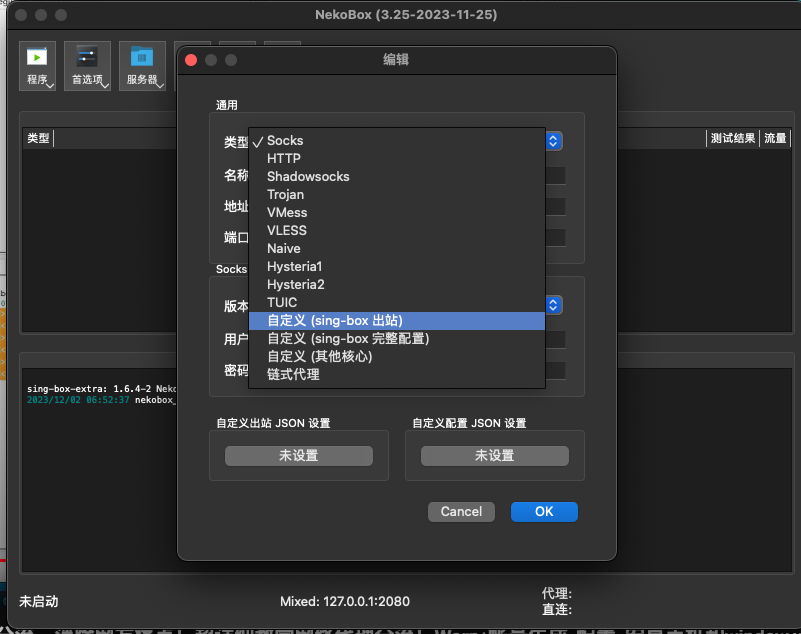 NekoBox (3.25-2023-11-25)
程序
首选项
服务器
编辑
通用
类型
测试结果
流量
类型
✓ Socks
HTTP
名称
Shadowsocks
Trojan
地址
VMess
VLESS
端口
Naive
Hysteria1
Socks
Hysteria2
版本
TUIC
自定义 (sing-box 出站)
用户
自定义 (sing-box 完整配置)
自定义 (其他核心)
密码
链式代理
sing-box-extra: 1.6.4-2 Neko
2023/12/02 06:52:37 nekobox_
自定义出站 JSON 设置
自定义配置 JSON 设置
未设置
未设置
Cancel
OK
未启动
Mixed: 127.0.0.1:2080
代理:
直连: